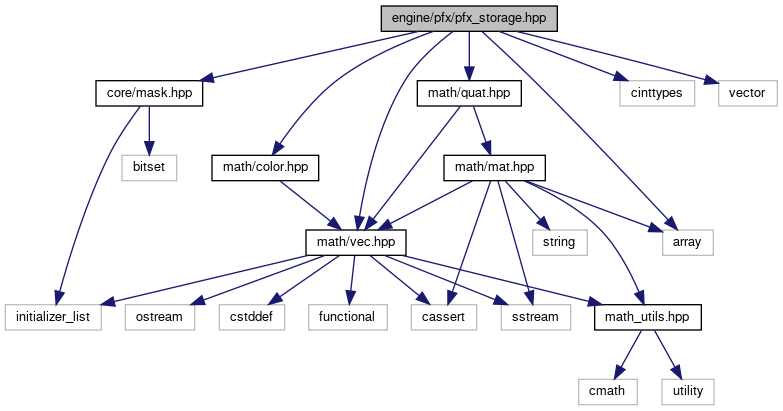 engine/pfx/pfx_storage.hpp
core/mask.hpp
math/quat.hpp
cinttypes
vector
bitset
math/color.hpp
math/mat.hpp
math/vec.hpp
string
array
initializer_list
ostream
cstddef
functional
cassert
sstream
math_utils.hpp
cmath
utility